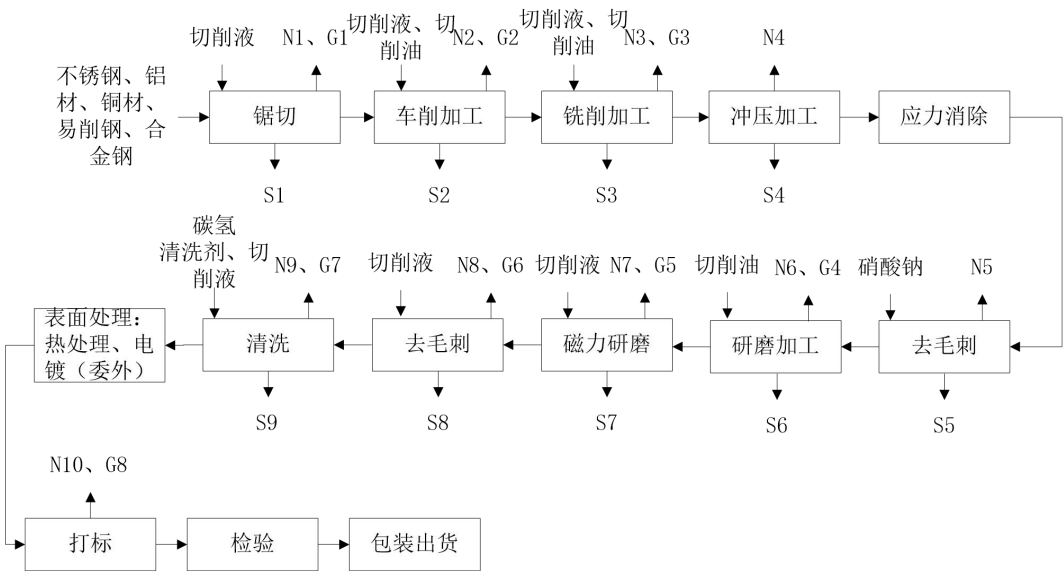 切削液
N1、G1
切削液、切
削油
N2、G2
切削液、切
削油
N3、G3
N4
不锈钢、铝
材、铜材、
易削钢、合
金钢
锯切
车削加工
铣削加工
冲压加工
应力消除
S1
S2
S3
S4
碳氢
清洗剂、切
削液
N9、G7
切削液
N8、G6
切削液
N7、G5
切削油
N6、G4
硝酸钠
N5
表面处理：
热处理、电
镀（委外）
清洗
去毛刺
磁力研磨
研磨加工
去毛刺
S9
S8
S7
S6
S5
N10、G8
打标
检验
包装出货